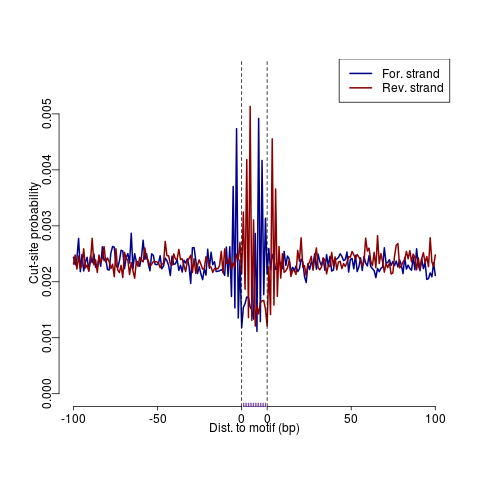 For. strand
Rev. strand
Cut-site probability
0.005
0.004
0.003
0.002
0.001
0.000
-100 -50 0 0 50 100
Dist. to motif (bp)